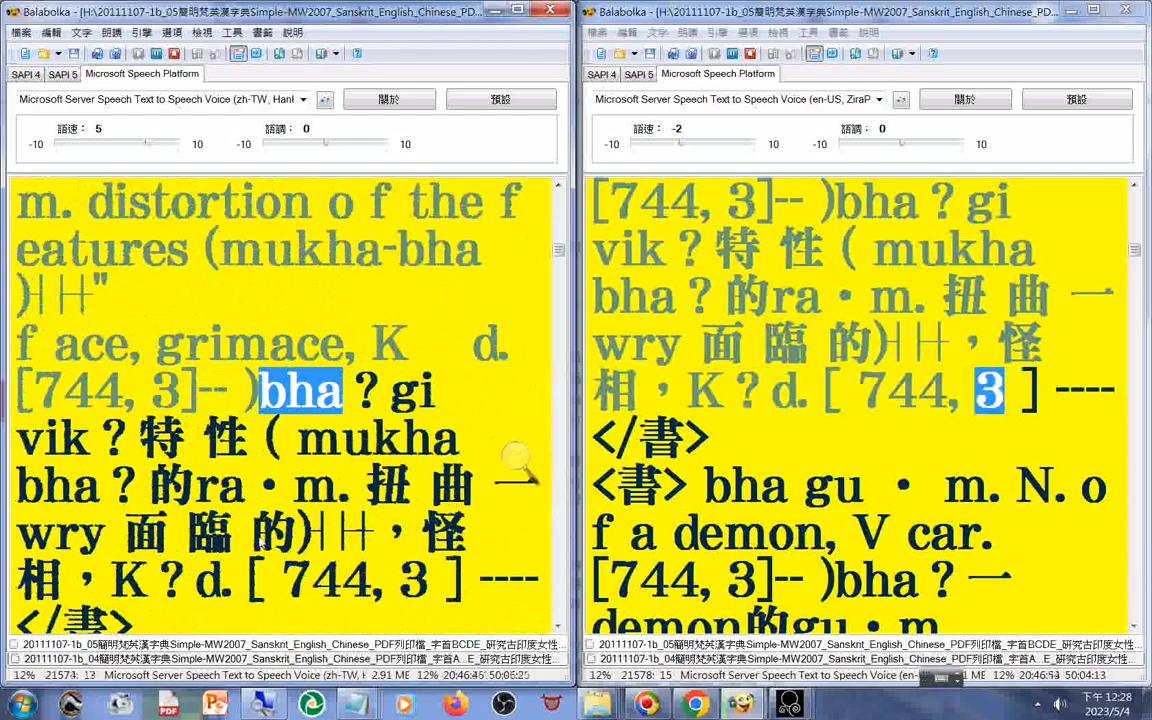 Balabolka - [H:\20111107-1b_05簡明梵英漢字典Simple-MW2007_Sanskrit_English_Chinese_PD...
檔案 編輯 文字 朗讀 引擎 選項 檢視 工具 書籤 說明
SAPI 4 SAPI 5 Microsoft Speech Platform
Microsoft Server Speech Text to Speech Voice (zh-TW, HanI
關於 預設
語速： 5 語調： 0
-10 10 -10 10
m. distortion o f the f
eatures (mukha-bha
)├├┼"
f ace, grimace, K d.
[744, 3]-- )bha ? gi
vik ? 特 性 ( mukha
bha ? 的ra · m. 扭 曲 一
wry 面 臨 的)├├┼，怪
相，K ? d. [ 744, 3 ] ----
</書>
20111107-1b_05簡明梵英漢字典Simple-MW2007_Sanskrit_English_Chinese_PDF列印檔_字首BCDE_研究古印度女性...
20111107-1b_04簡明梵英漢字典Simple-MW2007_Sanskrit_English_Chinese_PDF列印檔_字首A...E_研究古印度女性...
12% 21574: 13 Microsoft Server Speech Text to Speech Voice (zh-TW, 2.91 ME 12% 20:46:45 50:06:25
Balabolka - [H:\20111107-1b_05簡明梵英漢字典Simple-MW2007_Sanskrit_English_Chinese_PD...
檔案 編輯 文字 朗讀 引擎 選項 檢視 工具 書籤 說明
SAPI 4 SAPI 5 Microsoft Speech Platform
Microsoft Server Speech Text to Speech Voice (en-US, ZiraP
關於 預設
語速： -2 語調： 0
-10 10 -10 10
[744, 3]-- )bha ? gi
vik ? 特 性 ( mukha
bha ? 的ra · m. 扭 曲 一
wry 面 臨 的)├├┼，怪
相，K ? d. [ 744, 3 ] ----
</書>
<書> bha gu · m. N. o
f a demon, V car.
[744, 3]-- )bha ? 一
demon的gu · m
20111107-1b_05簡明梵英漢字典Simple-MW2007_Sanskrit_English_Chinese_PDF列印檔_字首BCDE_研究古印度女性...
20111107-1b_04簡明梵英漢字典Simple-MW2007_Sanskrit_English_Chinese_PDF列印檔_字首A...E_研究古印度女性...
12% 21578: 15 Microsoft Server Speech Text to Speech Voice (en-US, 12% 20:46:54 50:04:13
下午 12:28
2023/5/4